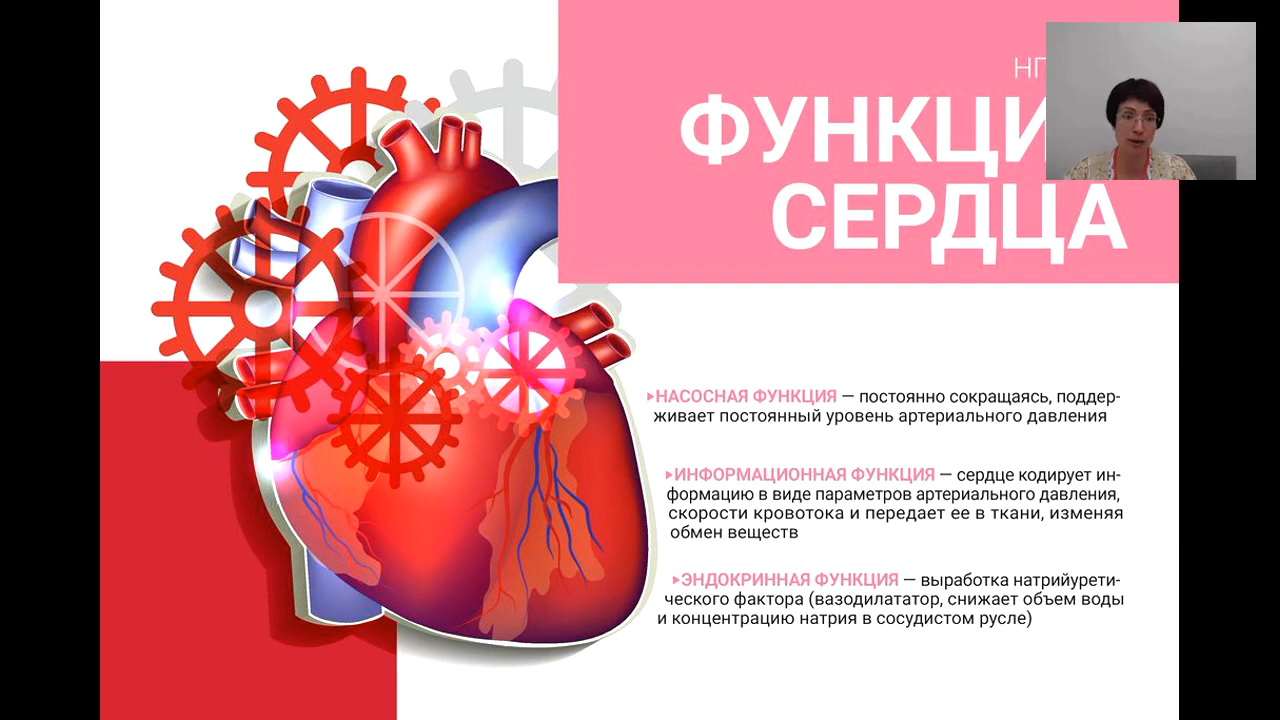 СЕРДЦА
▸НАСОСНАЯ ФУНКЦИЯ — постоянно сокращаясь, поддер-
живает постоянный уровень артериального давления
▸ИНФОРМАЦИОННАЯ ФУНКЦИЯ — сердце кодирует ин-
формацию в виде параметров артериального давления,
скорости кровотока и передает ее в ткани, изменяя
обмен веществ
▸ЭНДОКРИННАЯ ФУНКЦИЯ — выработка натрийурети-
ческого фактора (вазодилататор, снижает объем воды
и концентрацию натрия в сосудистом русле)